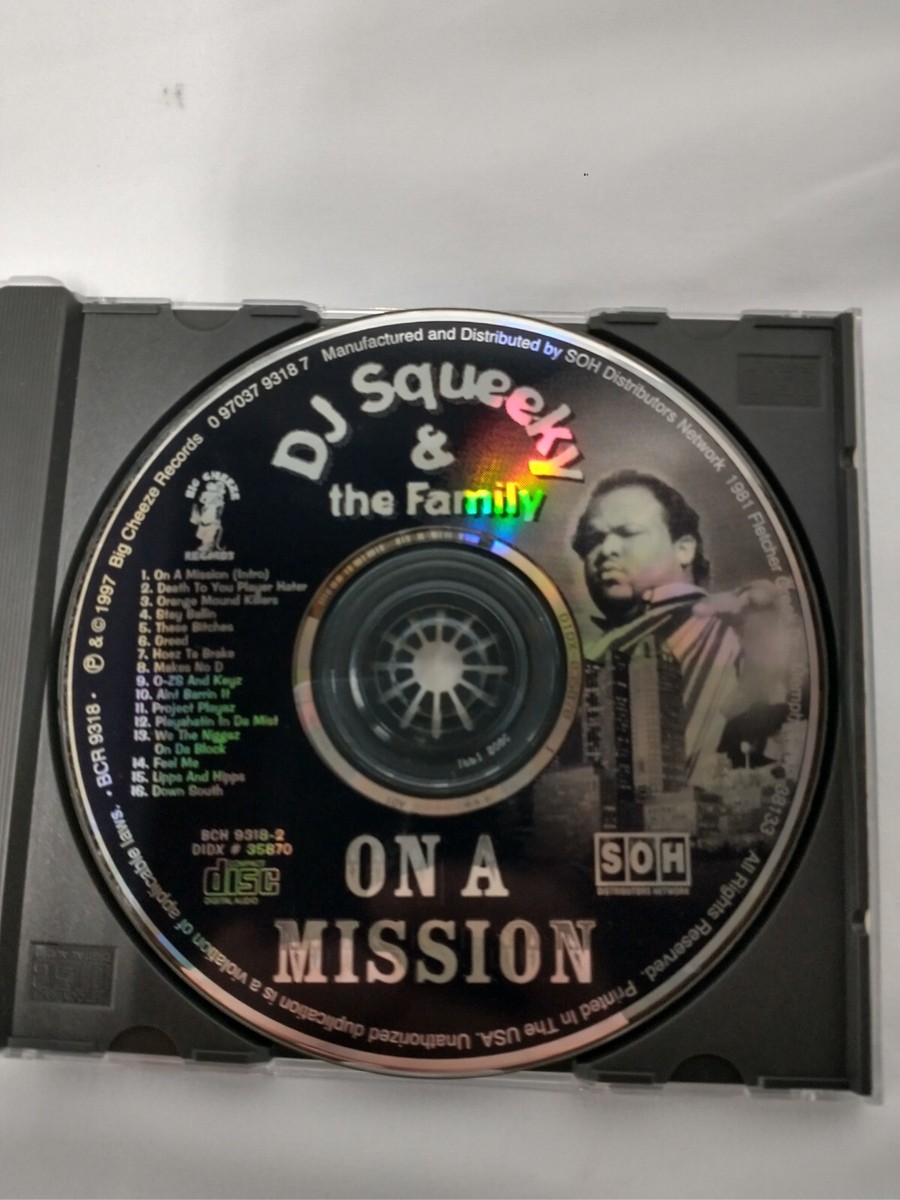 DJ Squeeky
&
the Family
Big Cheeze
RECORDS
1. On A Mission (Intro)
2. Death To You Player Hater
3. Orange Mound Killers
4. Stay Ballin
5. These Bitches
6. Greed
7. Hoez Ta Broke
8. Makes No D
9. O-ZS And Keyz
10. Aint Barrin It
11. Project Playaz
12. Playahatin In Da Mist
13. We The Niggaz
On Da Block
14. Feel Me
15. Lipps And Hipps
16. Down South
BCH 9318-2
DIDX # 35870
COMPACT
disc
DIGITAL AUDIO
SOH
DISTRIBUTORS NETWORK
ON A
MISSION
℗ & © 1997 Big Cheeze Records 0 97037 9318 7 Manufactured and Distributed by SOH Distributors Network 1981 Fletcher 38133 All Rights Reserved. Printed In The USA. Unathorized duplication is a violation of applicable laws. • BCR 9318 •